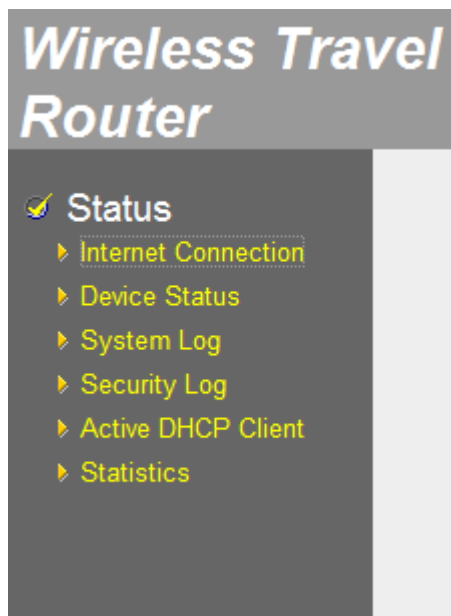 Wireless Travel
Router
Status
Internet Connection
Device Status
System Log
Security Log
Active DHCP Client
Statistics